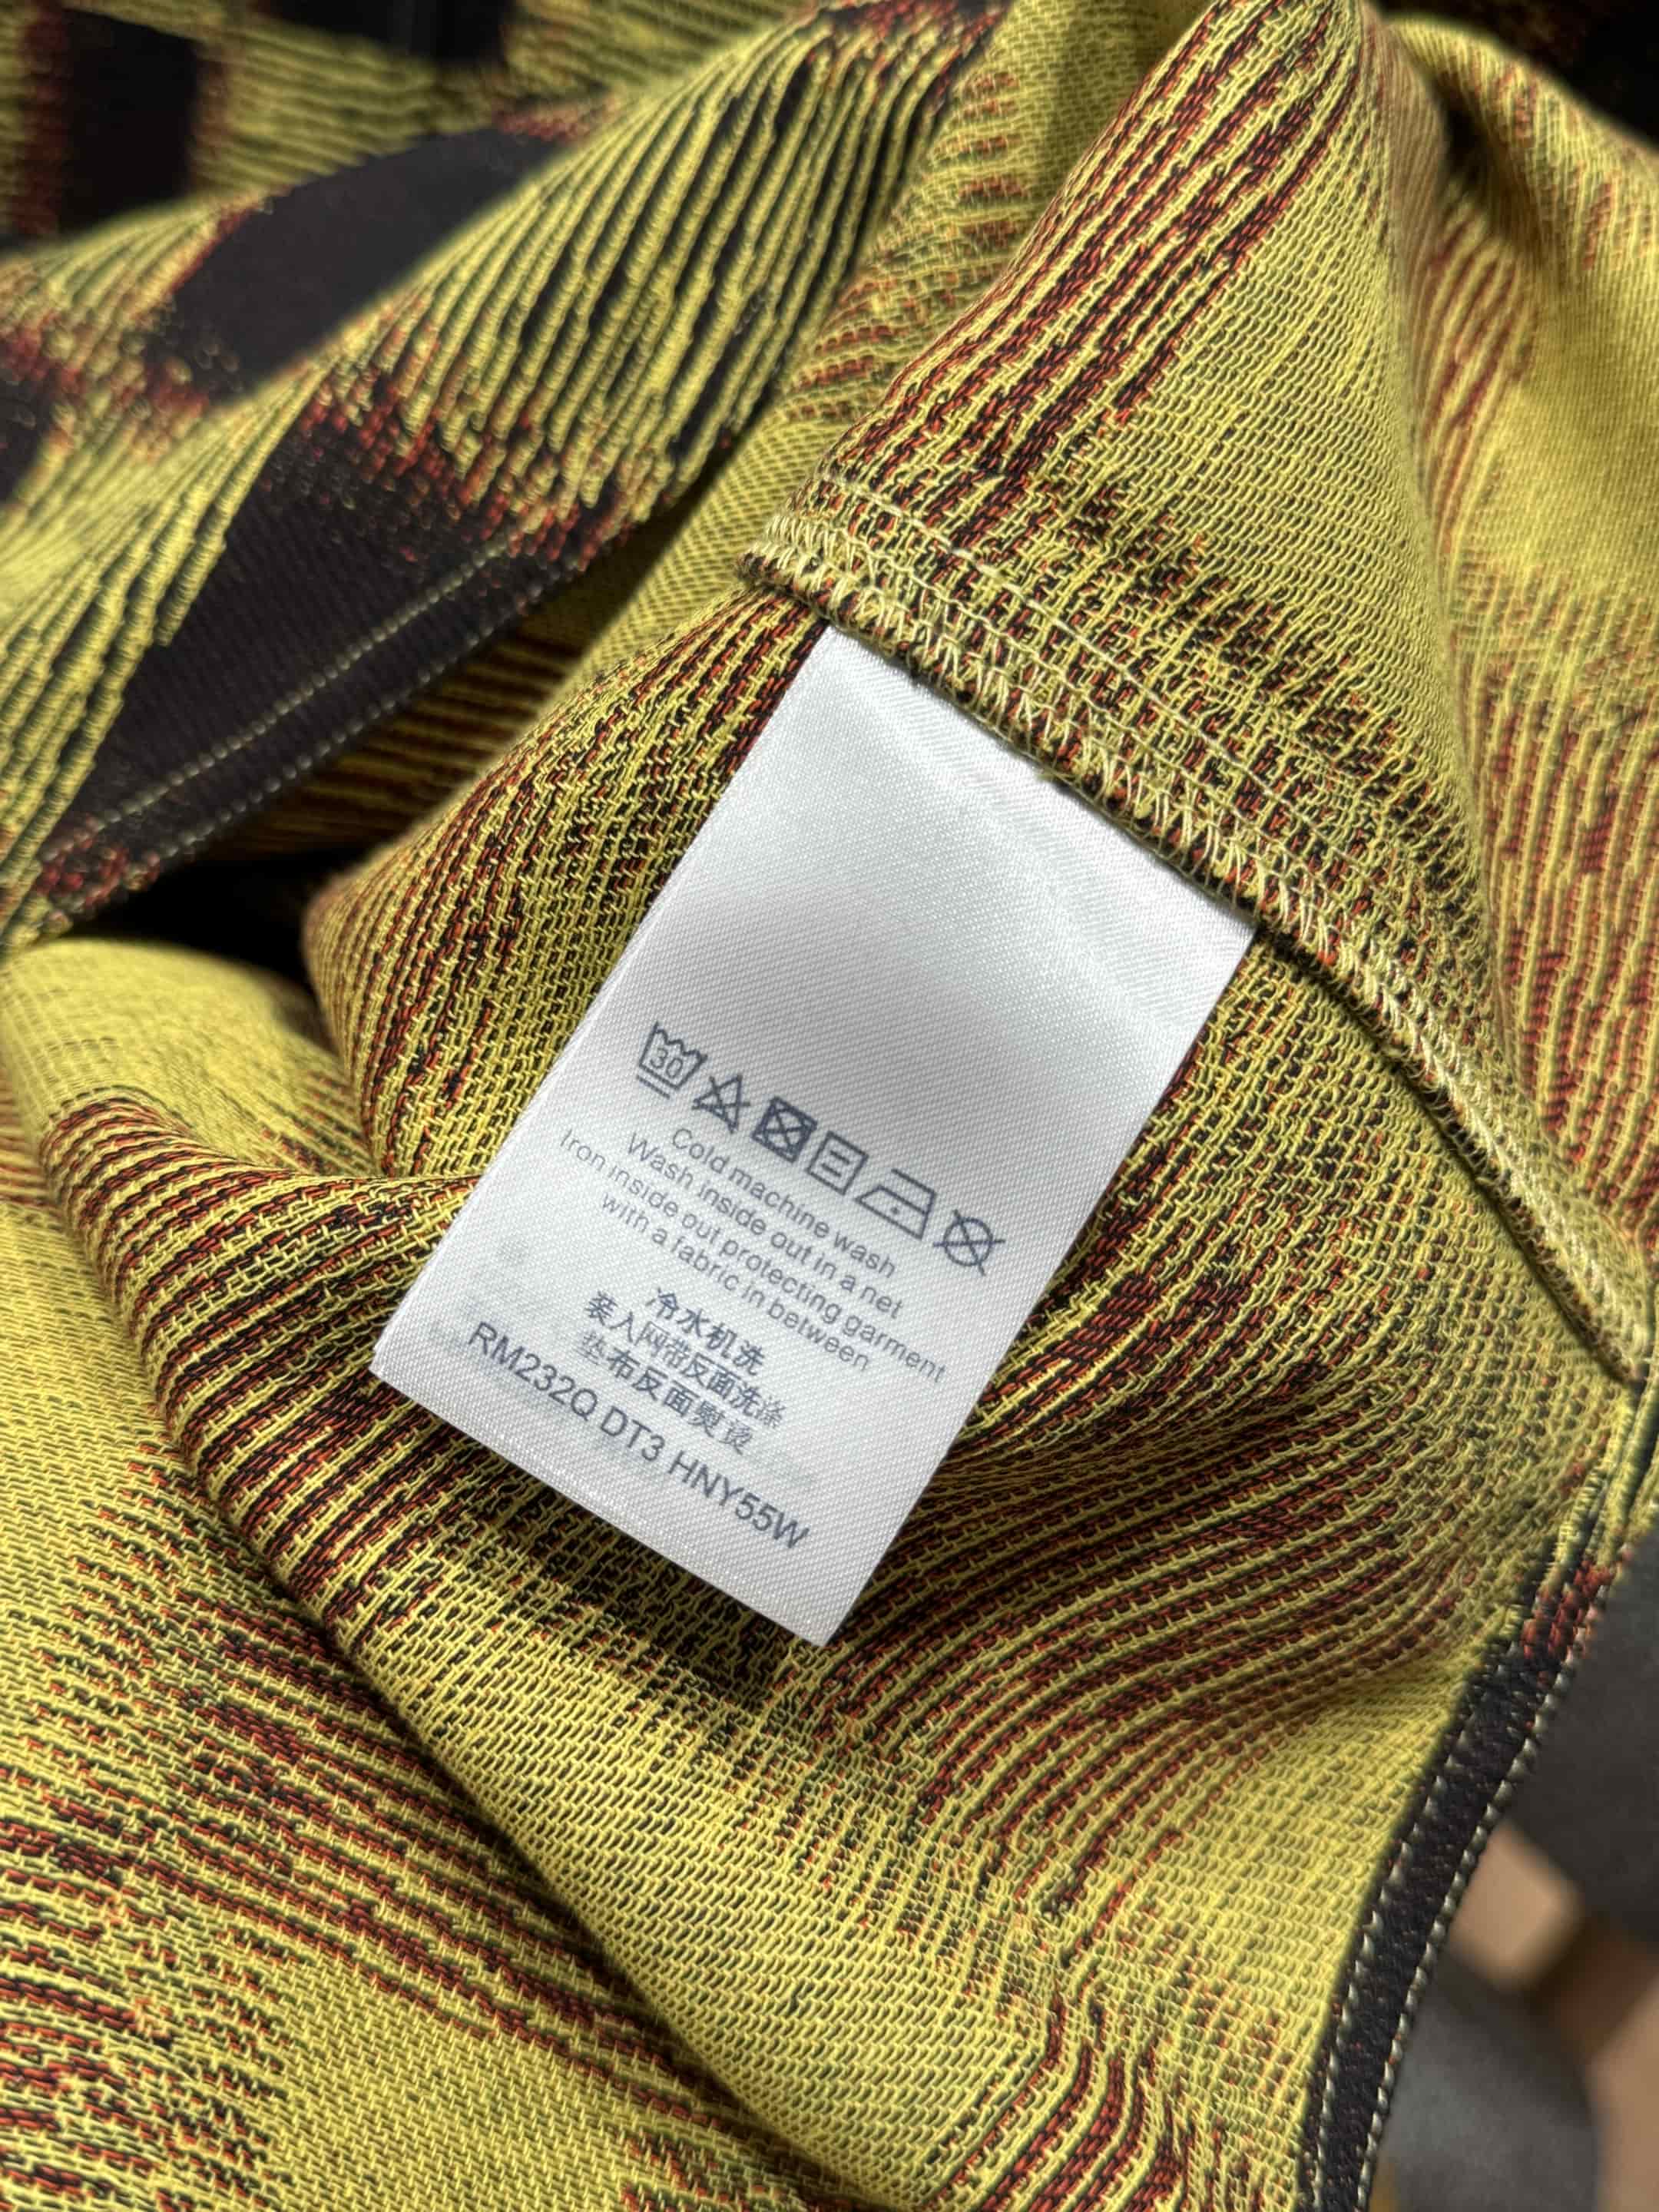 30
Cold machine wash
Wash inside out in a net
Iron inside out protecting garment
with a fabric in between
冷水机洗
装入网带反面洗涤
垫布反面熨烫
RM232Q DT3 HNY55W